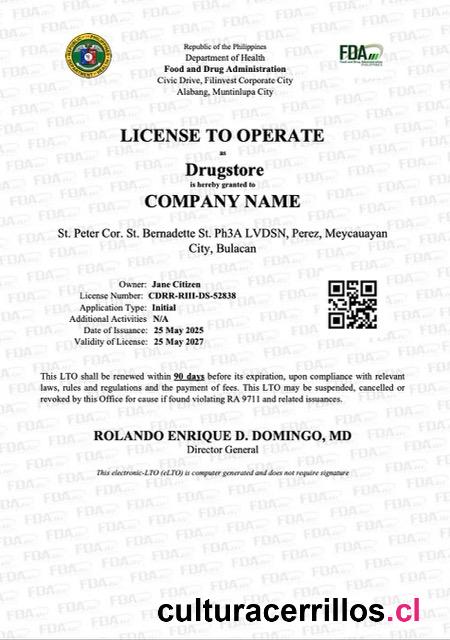 Republic of the Philippines
Department of Health
Food and Drug Administration
Civic Drive, Filinvest Corporate City
Alabang, Muntinlupa City
FDA
Food and Drug Administration
PHILIPPINES
LICENSE TO OPERATE
as
Drugstore
is hereby granted to
COMPANY NAME
St. Peter Cor. St. Bernadette St. Ph3A LVDSN, Perez, Meycauayan
City, Bulacan
Owner: Jane Citizen
License Number: CDRR-RIII-DS-52838
Application Type: Initial
Additional Activities N/A
Date of Issuance: 25 May 2025
Validity of License: 25 May 2027
This LTO shall be renewed within 90 days before its expiration, upon compliance with relevant
laws, rules and regulations and the payment of fees. This LTO may be suspended, cancelled or
revoked by this Office for cause if found violating RA 9711 and related issuances.
ROLANDO ENRIQUE D. DOMINGO, MD
Director General
This electronic-LTO (eLTO) is computer generated and does not require signature
culturacerrillos.cl